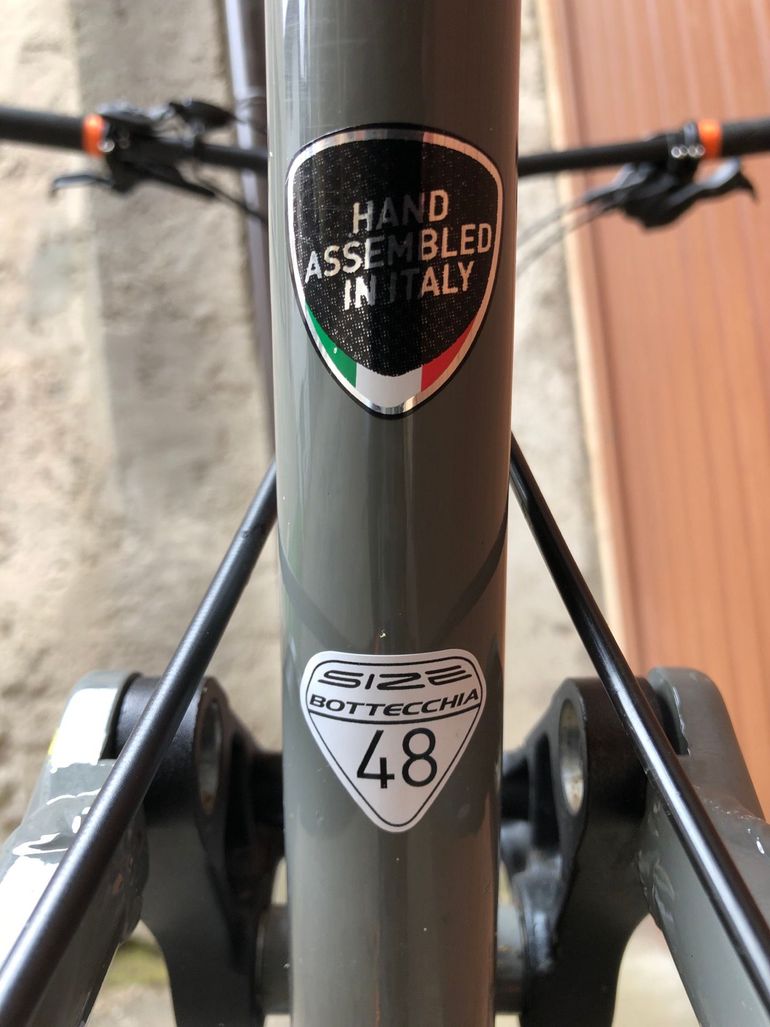 HAND
ASSEMBLED
IN ITALY
SIZE
BOTTECCHIA
48